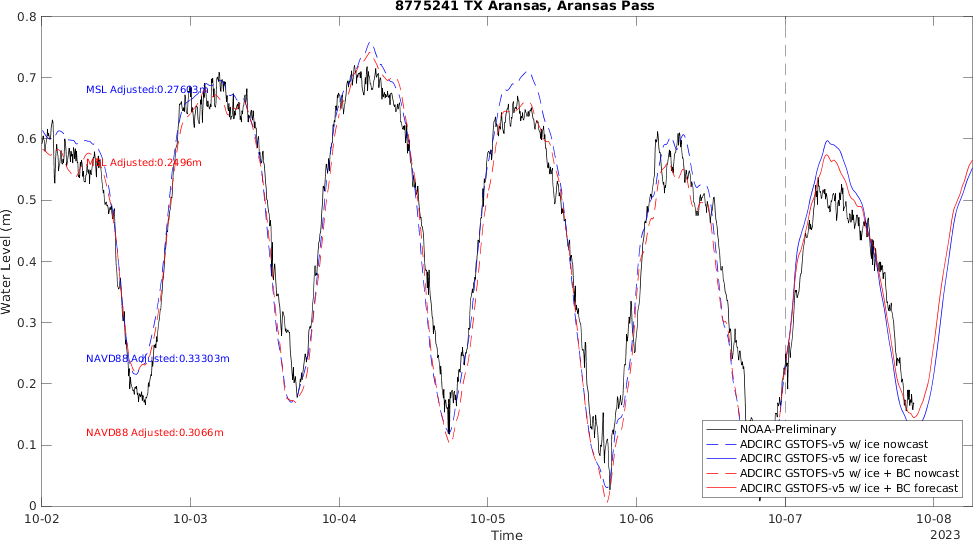 8775241 TX Aransas, Aransas Pass
0.8
0.7
0.6
0.5
0.4
0.3
0.2
0.1
0
Water Level (m)
MSL Adjusted:0.27603m
MSL Adjusted:0.2496m
NAVD88 Adjusted:0.33303m
NAVD88 Adjusted:0.3066m
NOAA-Preliminary
ADCIRC GSTOFS-v5 w/ ice nowcast
ADCIRC GSTOFS-v5 w/ ice forecast
ADCIRC GSTOFS-v5 w/ ice + BC nowcast
ADCIRC GSTOFS-v5 w/ ice + BC forecast
10-02 10-03 10-04 10-05 10-06 10-07 10-08
Time
2023